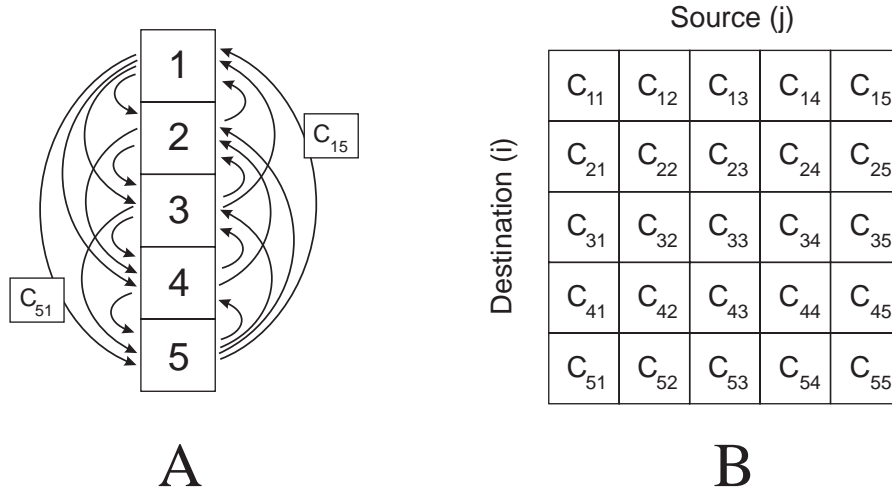 1
2
3
4
5
C₁₅
C₅₁
A
Source (j)
Destination (i)
C₁₁ C₁₂ C₁₃ C₁₄ C₁₅
C₂₁ C₂₂ C₂₃ C₂₄ C₂₅
C₃₁ C₃₂ C₃₃ C₃₄ C₃₅
C₄₁ C₄₂ C₄₃ C₄₄ C₄₅
C₅₁ C₅₂ C₅₃ C₅₄ C₅₅
B